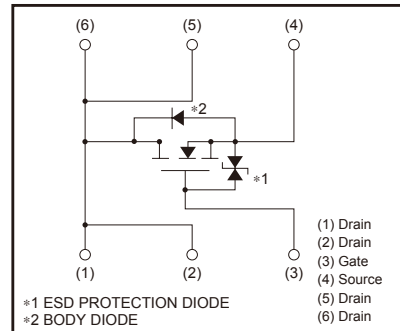 (6) (5) (4)
∗2
∗1
(1) Drain
(2) Drain
(3) Gate
(4) Source
(5) Drain
(6) Drain
(1) (2) (3)
∗1 ESD PROTECTION DIODE
∗2 BODY DIODE